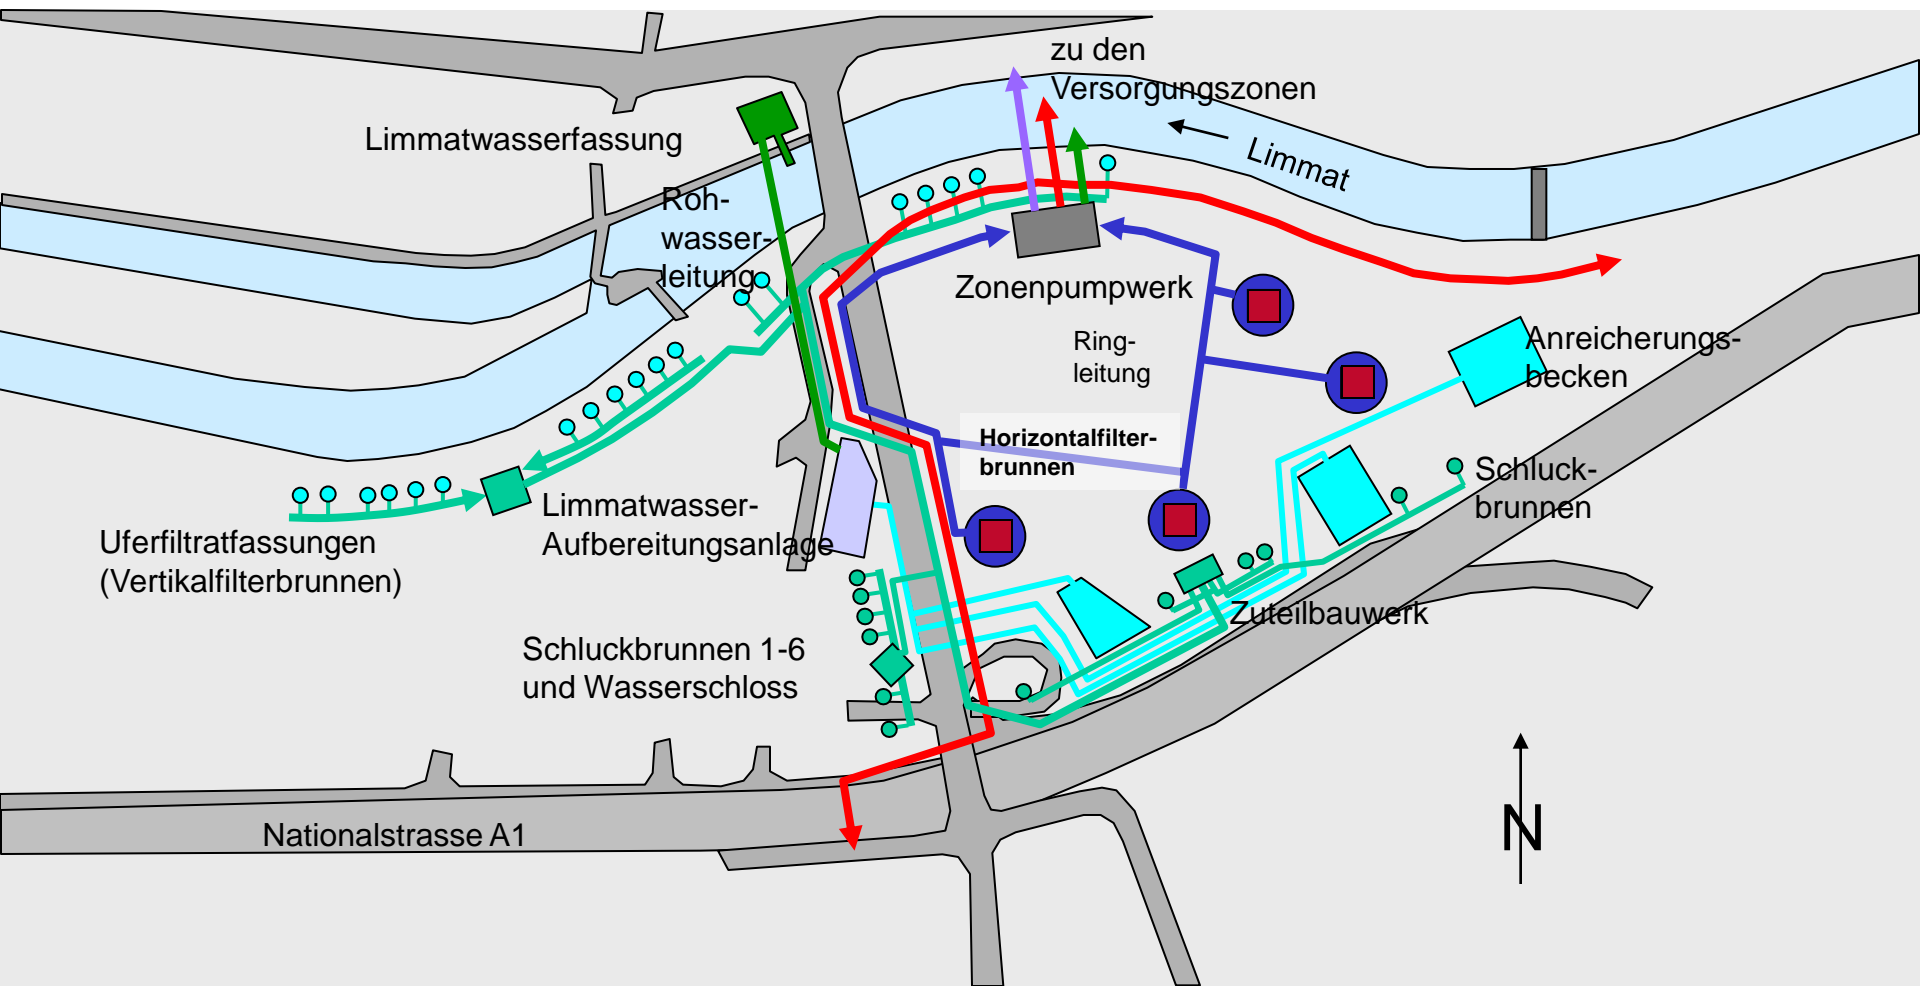 zu den
Versorgungszonen
Limmatwasserfassung
Limmat
Roh-
wasser-
leitung
Zonenpumpwerk
Ring-
leitung
Anreicherungs-
becken
Horizontalfilter-
brunnen
Schluck-
brunnen
Limmatwasser-
Aufbereitungsanlage
Uferfiltratfassungen
(Vertikalfilterbrunnen)
Zuteilbauwerk
Schluckbrunnen 1-6
und Wasserschloss
Nationalstrasse A1
N